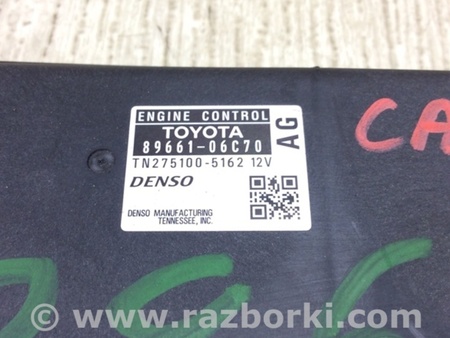 ENGINE CONTROL
TOYOTA
89661-06C70
AG
TN275100-5162 12V
DENSO
DENSO MANUFACTURING
TENNESSEE, INC.
CA
www.razborki.com